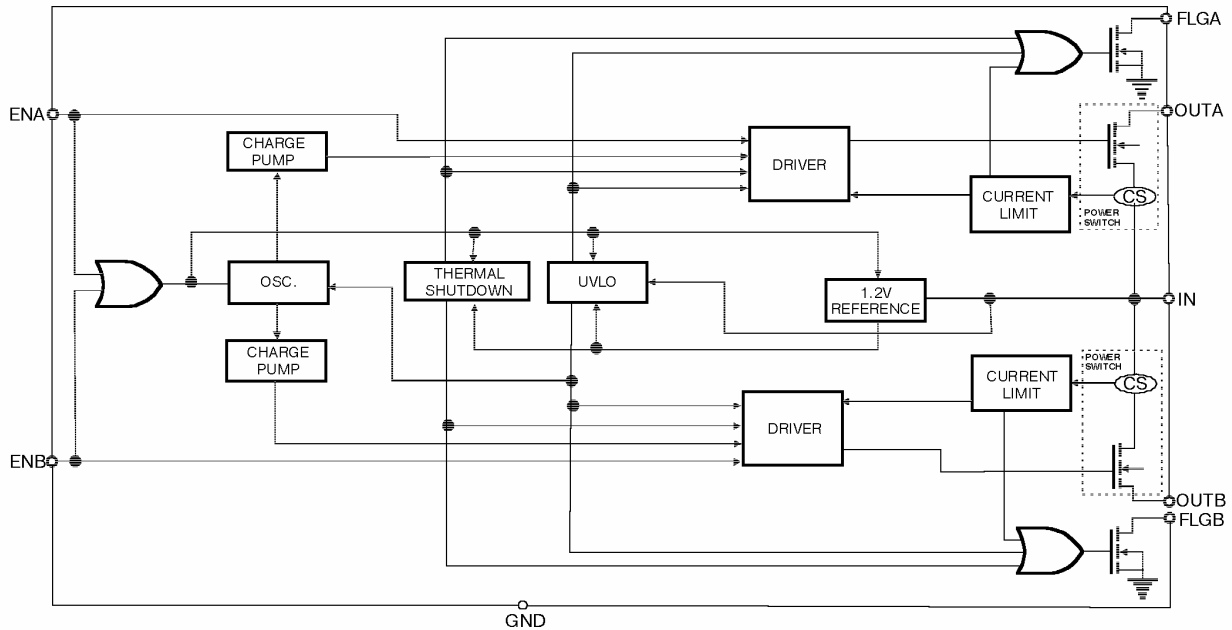 FLGA
ENA
OUTA
CHARGE
PUMP
DRIVER
CURRENT
LIMIT
CS
POWER
SWITCH
OSC.
THERMAL
SHUTDOWN
UVLO
1.2V
REFERENCE
IN
CHARGE
PUMP
CURRENT
LIMIT
POWER
SWITCH
CS
DRIVER
ENB
OUTB
FLGB
GND